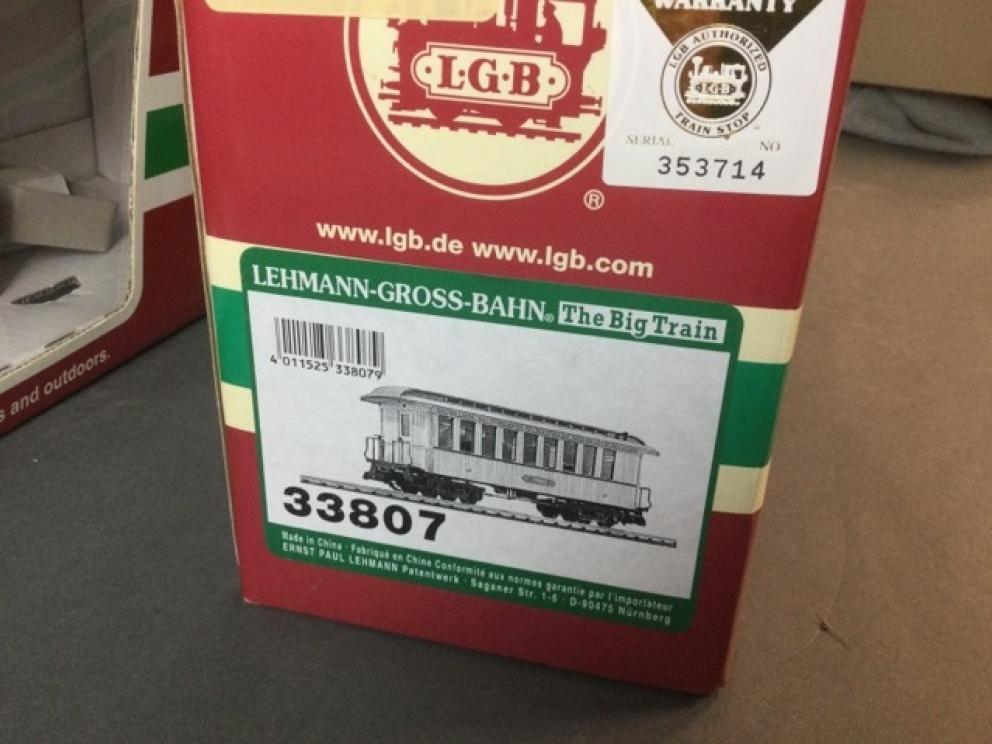 WARRANTY
LGB AUTHORIZED
L·G·B
TRAIN STOP
L·G·B
SERIAL NO
353714
®
www.lgb.de www.lgb.com
LEHMANN-GROSS-BAHN® The Big Train
4 011525 338079
33807
Made in China · Fabriqué en Chine Conformité aux normes garantie par l'importateur
ERNST PAUL LEHMANN Patentwerk · Saganer Str. 1-5 · D-90475 Nürnberg
s and outdoors.